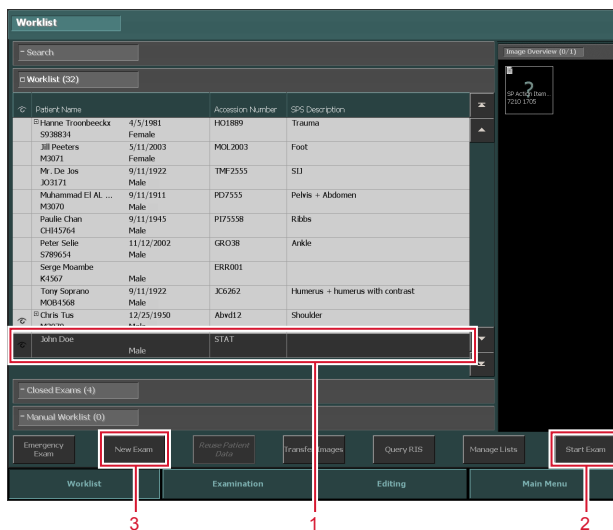 Worklist
Search
Image Overview (0/1)
Worklist (32)
?
SP Action Item...
7210 1705
Patient Name Accession Number SPS Description
Hanne Troonbeeckx 4/5/1981 HO1889 Trauma
S938834 Female
Jill Peeters 5/11/2003 MOL2003 Foot
M3071 Female
Mr. De Jos 9/11/1922 TMF2555 SIJ
JO3171 Male
Muhammad El AL ... 9/11/1911 PD7555 Pelvis + Abdomen
M3070 Male
Paulie Chan 9/11/1945 PI75558 Ribbs
CHI45764 Male
Peter Selie 11/12/2002 GRO38 Ankle
S789654 Male
Serge Moambe ERR001
K4567 Male
Tony Soprano 9/11/1922 JC6262 Humerus + humerus with contrast
MOB4568 Male
Chris Tus 12/25/1950 Abvd12 Shoulder
Male
John Doe STAT
Male
Closed Exams (4)
Manual Worklist (0)
Emergency Exam
New Exam
Reuse Patient Data
Transfer Images
Query RIS
Manage Lists
Start Exam
Worklist Examination Editing Main Menu
3 1 2